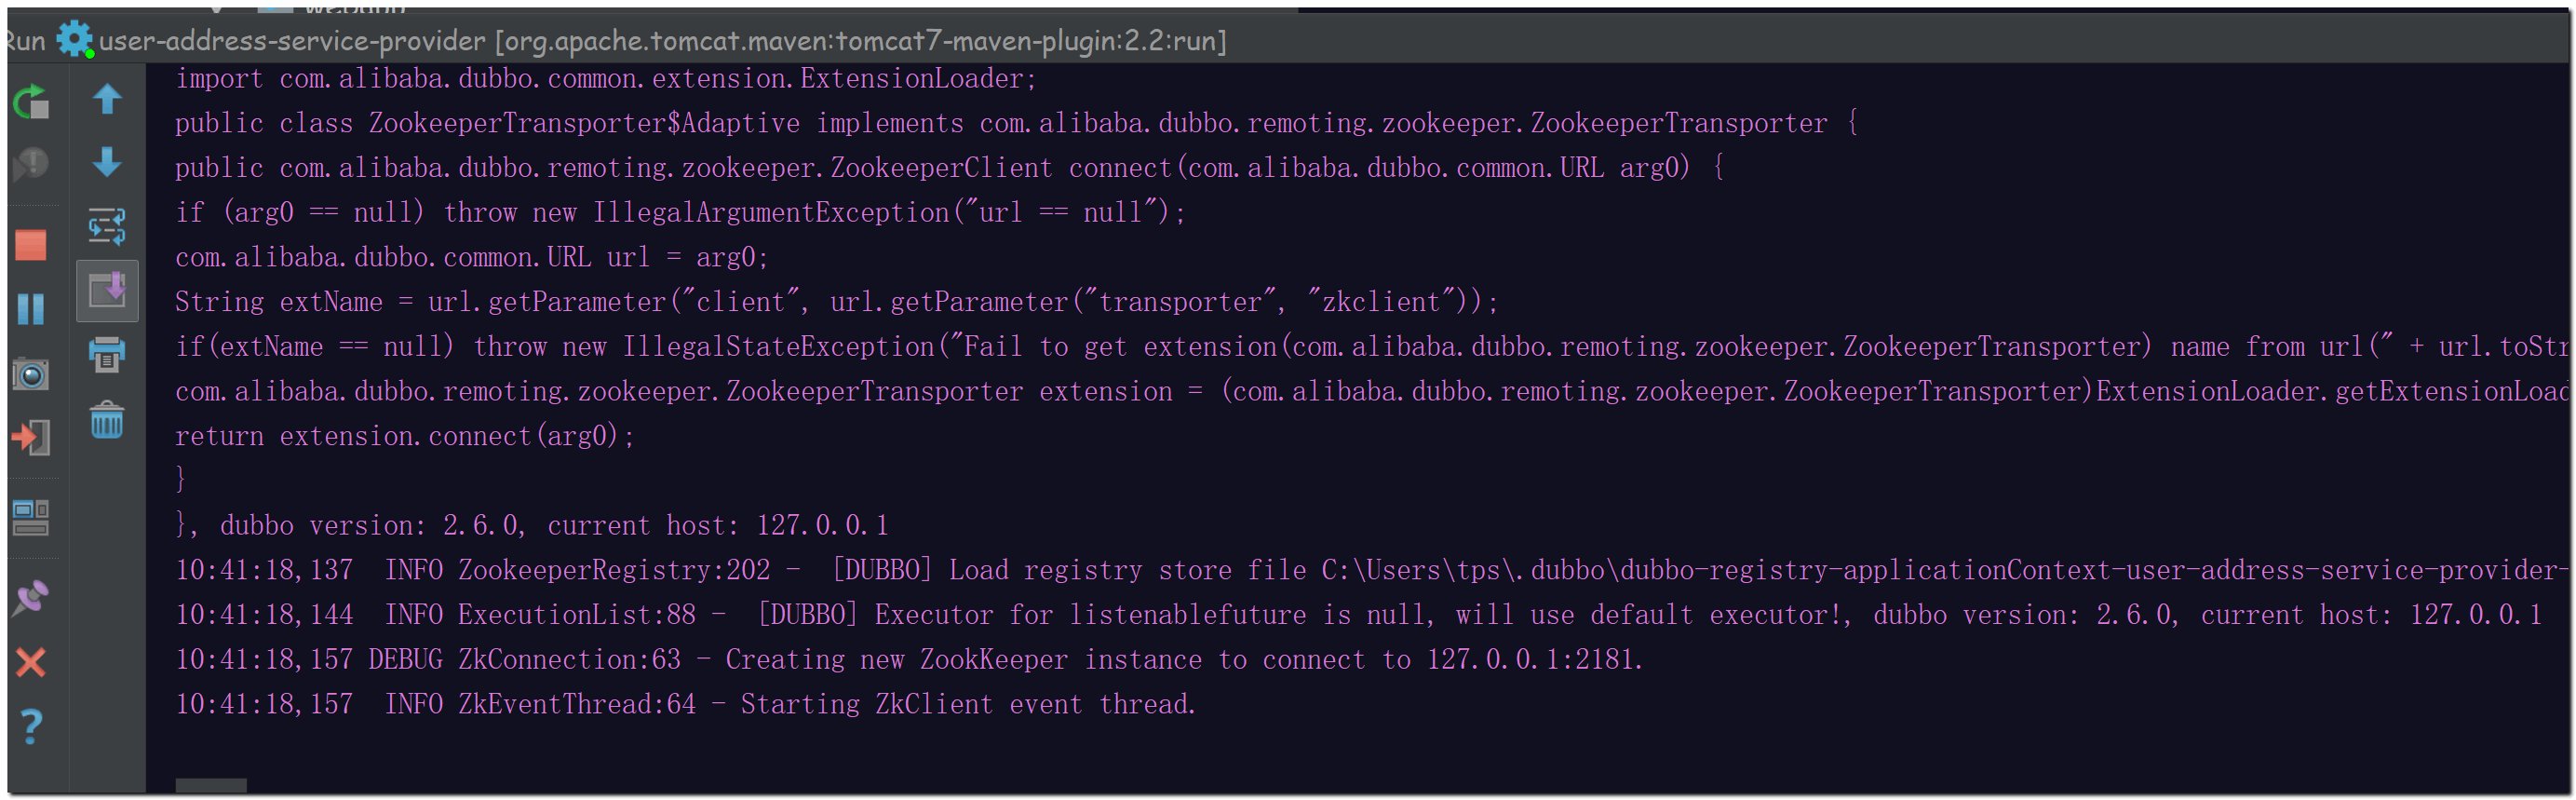 webapp
Run user-address-service-provider [org.apache.tomcat.maven:tomcat7-maven-plugin:2.2:run]
import com.alibaba.dubbo.common.extension.ExtensionLoader;
public class ZookeeperTransporter$Adaptive implements com.alibaba.dubbo.remoting.zookeeper.ZookeeperTransporter {
public com.alibaba.dubbo.remoting.zookeeper.ZookeeperClient connect(com.alibaba.dubbo.common.URL arg0) {
if (arg0 == null) throw new IllegalArgumentException("url == null");
com.alibaba.dubbo.common.URL url = arg0;
String extName = url.getParameter("client", url.getParameter("transporter", "zkclient"));
if(extName == null) throw new IllegalStateException("Fail to get extension(com.alibaba.dubbo.remoting.zookeeper.ZookeeperTransporter) name from url(" + url.toStr
com.alibaba.dubbo.remoting.zookeeper.ZookeeperTransporter extension = (com.alibaba.dubbo.remoting.zookeeper.ZookeeperTransporter)ExtensionLoader.getExtensionLoad
return extension.connect(arg0);
}
}, dubbo version: 2.6.0, current host: 127.0.0.1
10:41:18,137  INFO ZookeeperRegistry:202 -  [DUBBO] Load registry store file C:\Users\tps\.dubbo\dubbo-registry-applicationContext-user-address-service-provider-
10:41:18,144  INFO ExecutionList:88 -  [DUBBO] Executor for listenablefuture is null, will use default executor!, dubbo version: 2.6.0, current host: 127.0.0.1
10:41:18,157 DEBUG ZkConnection:63 - Creating new ZookKeeper instance to connect to 127.0.0.1:2181.
10:41:18,157  INFO ZkEventThread:64 - Starting ZkClient event thread.